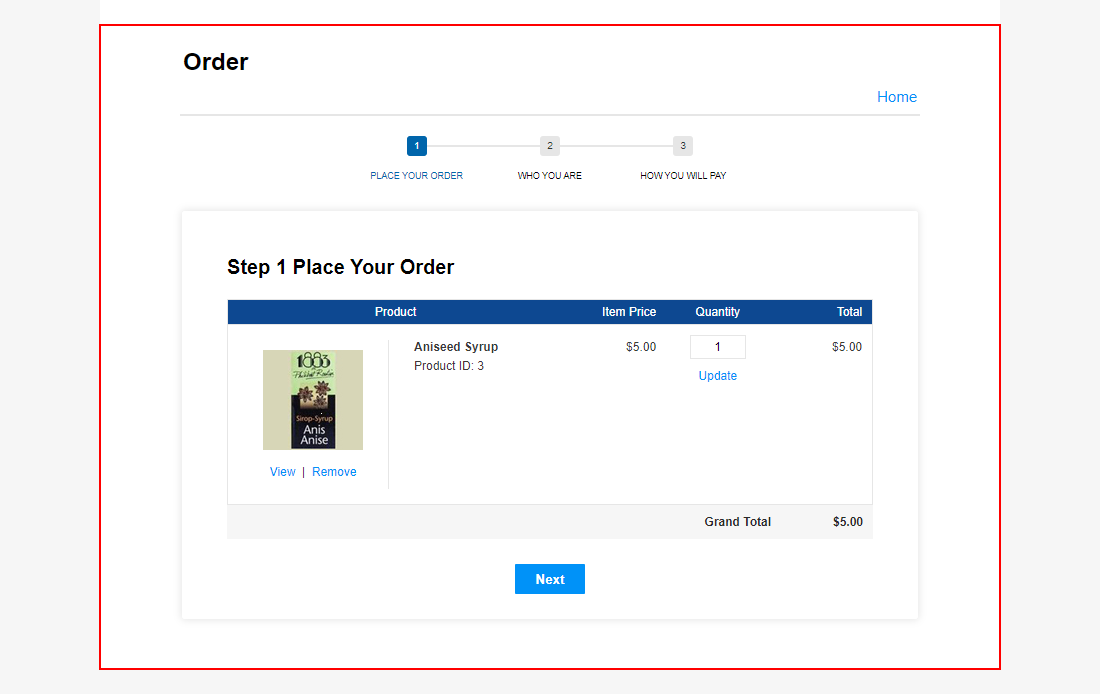 Order
Home
1 2 3
PLACE YOUR ORDER WHO YOU ARE HOW YOU WILL PAY
Step 1 Place Your Order
Product Item Price Quantity Total
1883
Philibert Routin
Sirop-Syrup
Anis
Anise
Aniseed Syrup $5.00 1 $5.00
Product ID: 3
Update
View | Remove
Grand Total $5.00
Next